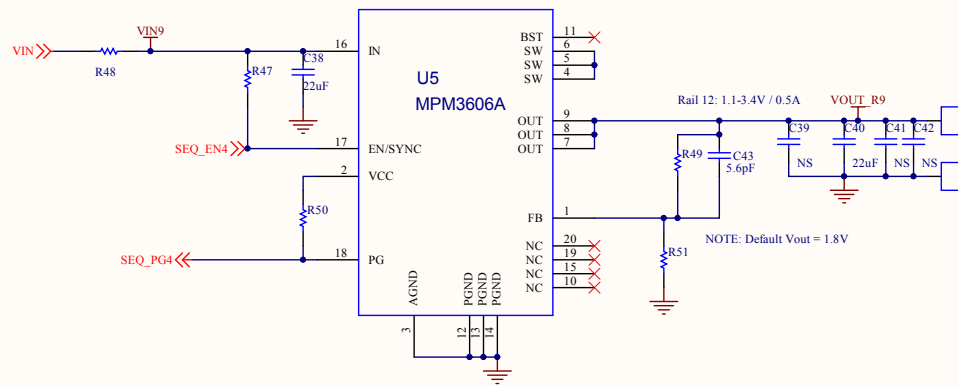 VIN
R48
VIN9
R47
C38
22uF
SEQ_EN4
R50
SEQ_PG4
16 IN
17 EN/SYNC
2 VCC
18 PG
U5
MPM3606A
BST 11
SW 6
SW 5
SW 4
OUT 9
OUT 8
OUT 7
FB 1
NC 20
NC 19
NC 15
NC 10
AGND
PGND
PGND
PGND
3
12
13
14
Rail 12: 1.1-3.4V / 0.5A
VOUT_R9
R49
C43
5.6pF
C39
NS
C40
22uF
C41
NS
C42
NS
R51
NOTE: Default Vout = 1.8V